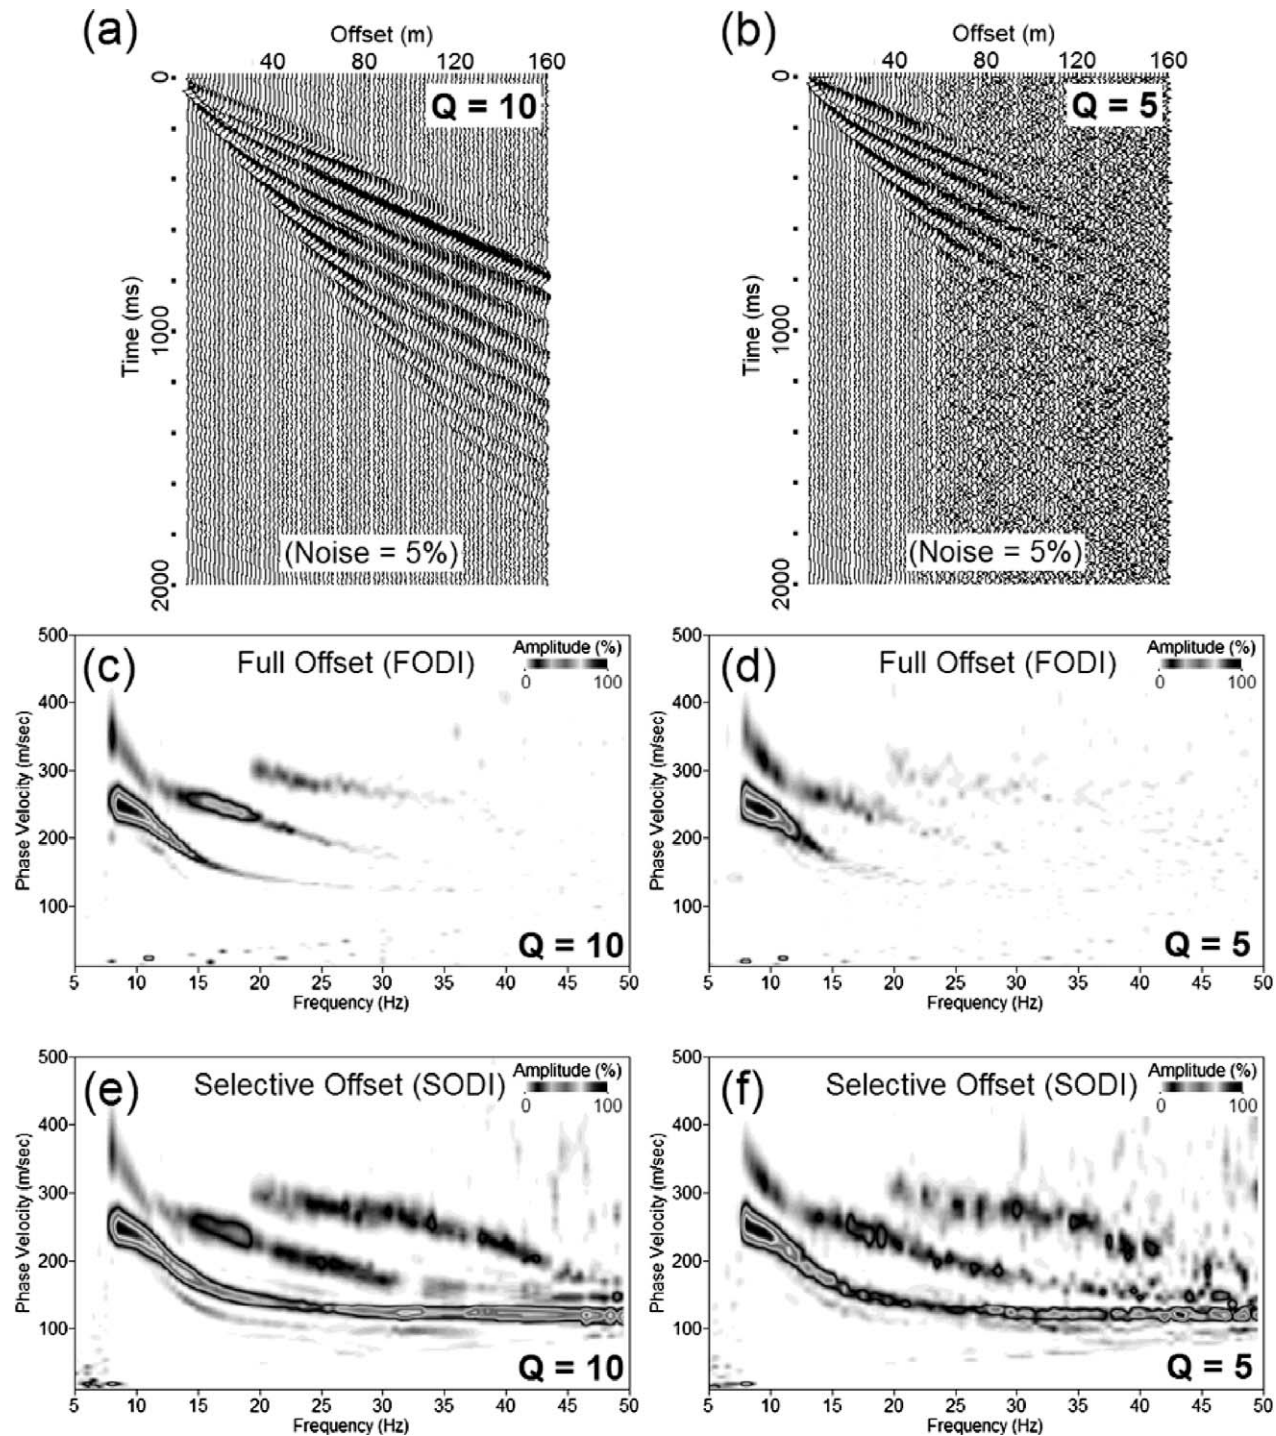 (a)
Offset (m)
40 80 120 160
0
1000
2000
Time (ms)
Q = 10
(Noise = 5%)
(b)
Offset (m)
40 80 120 160
0
1000
2000
Time (ms)
Q = 5
(Noise = 5%)
(c)
Full Offset (FODI)
Amplitude (%)
0 100
500
400
300
200
100
Phase Velocity (m/sec)
Q = 10
5 10 15 20 25 30 35 40 45 50
Frequency (Hz)
(d)
Full Offset (FODI)
Amplitude (%)
0 100
500
400
300
200
100
Phase Velocity (m/sec)
Q = 5
5 10 15 20 25 30 35 40 45 50
Frequency (Hz)
(e)
Selective Offset (SODI)
Amplitude (%)
0 100
500
400
300
200
100
Phase Velocity (m/sec)
Q = 10
5 10 15 20 25 30 35 40 45 50
Frequency (Hz)
(f)
Selective Offset (SODI)
Amplitude (%)
0 100
500
400
300
200
100
Phase Velocity (m/sec)
Q = 5
5 10 15 20 25 30 35 40 45 50
Frequency (Hz)